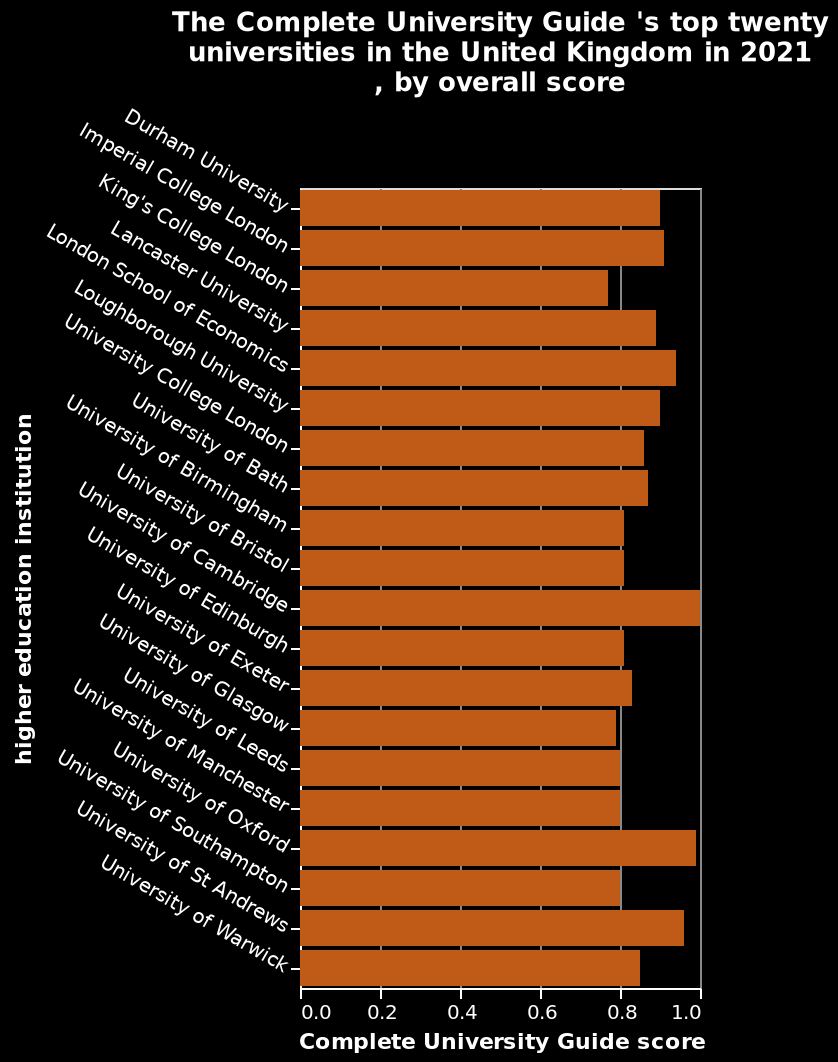 The Complete University Guide 's top twenty
universities in the United Kingdom in 2021
, by overall score
Durham University
Imperial College London
King's College London
Lancaster University
London School of Economics
Loughborough University
University College London
University of Bath
University of Birmingham
University of Bristol
University of Cambridge
University of Edinburgh
University of Exeter
University of Glasgow
University of Leeds
University of Manchester
University of Oxford
University of Southampton
University of St Andrews
University of Warwick
higher education institution
0.0 0.2 0.4 0.6 0.8 1.0
Complete University Guide score